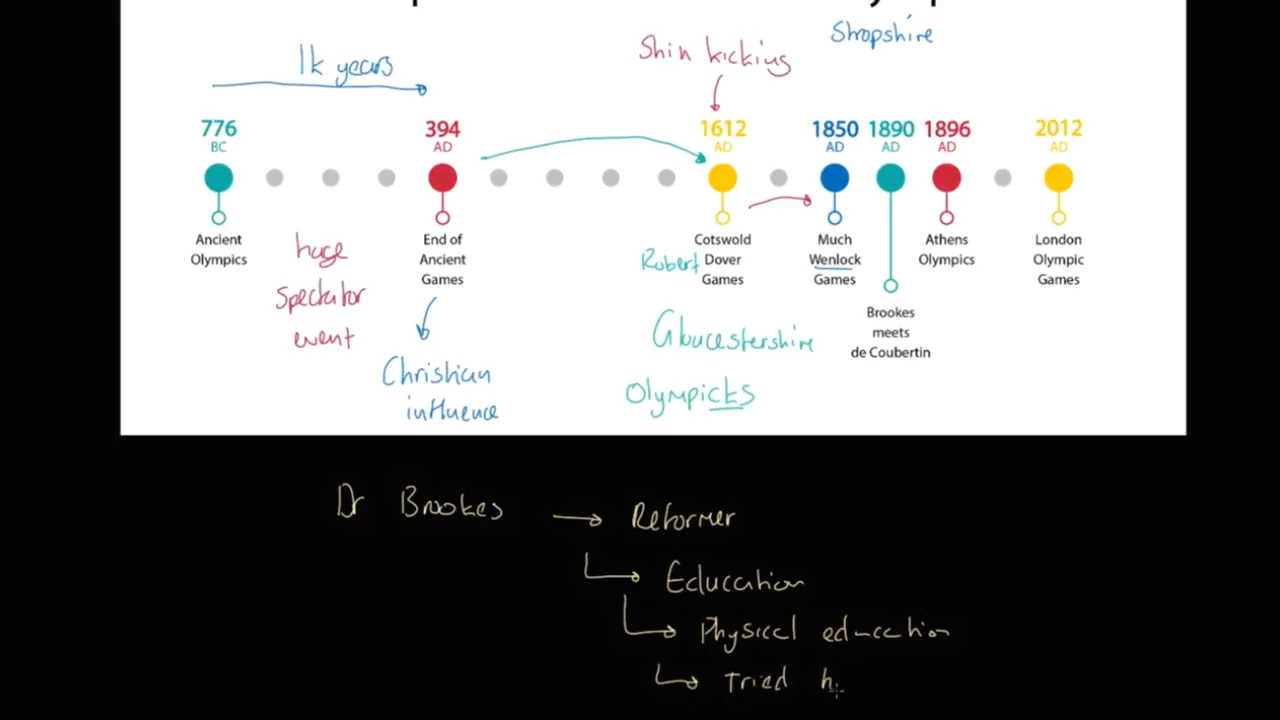 Shropshire
Shin kicking
1k years
776 394 1612 1850 1890 1896 2012
BC AD AD AD AD AD AD
Ancient
Olympics
End of
Ancient
Games
Cotswold
Dover
Games
Much
Wenlock
Games
Athens
Olympics
London
Olympic
Games
Brookes
meets
de Coubertin
huge
Spectator
event
Robert
Gloucestershire
Olympicks
Christian
influence
Dr Brookes
Reformer
Education
Physical education
Tried